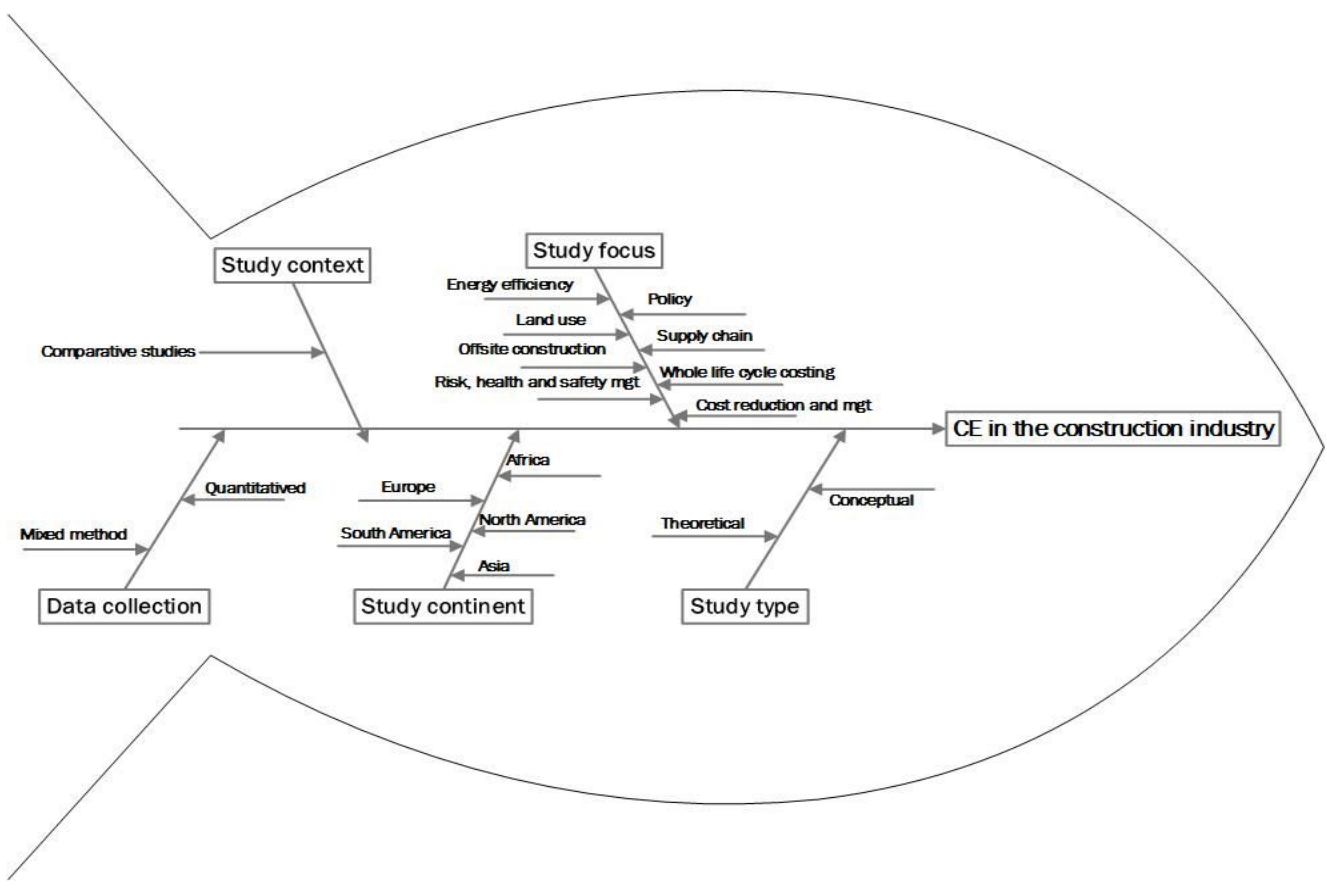 Study focus
Study context
Energy efficiency
Policy
Land use
Supply chain
Offsite construction
Comparative studies
Whole life cycle costing
Risk, health and safety mgt
Cost reduction and mgt
CE in the construction industry
Africa
Europe
Quantitatived
Conceptual
North America
Theoretical
South America
Mixed method
Asia
Data collection
Study continent
Study type